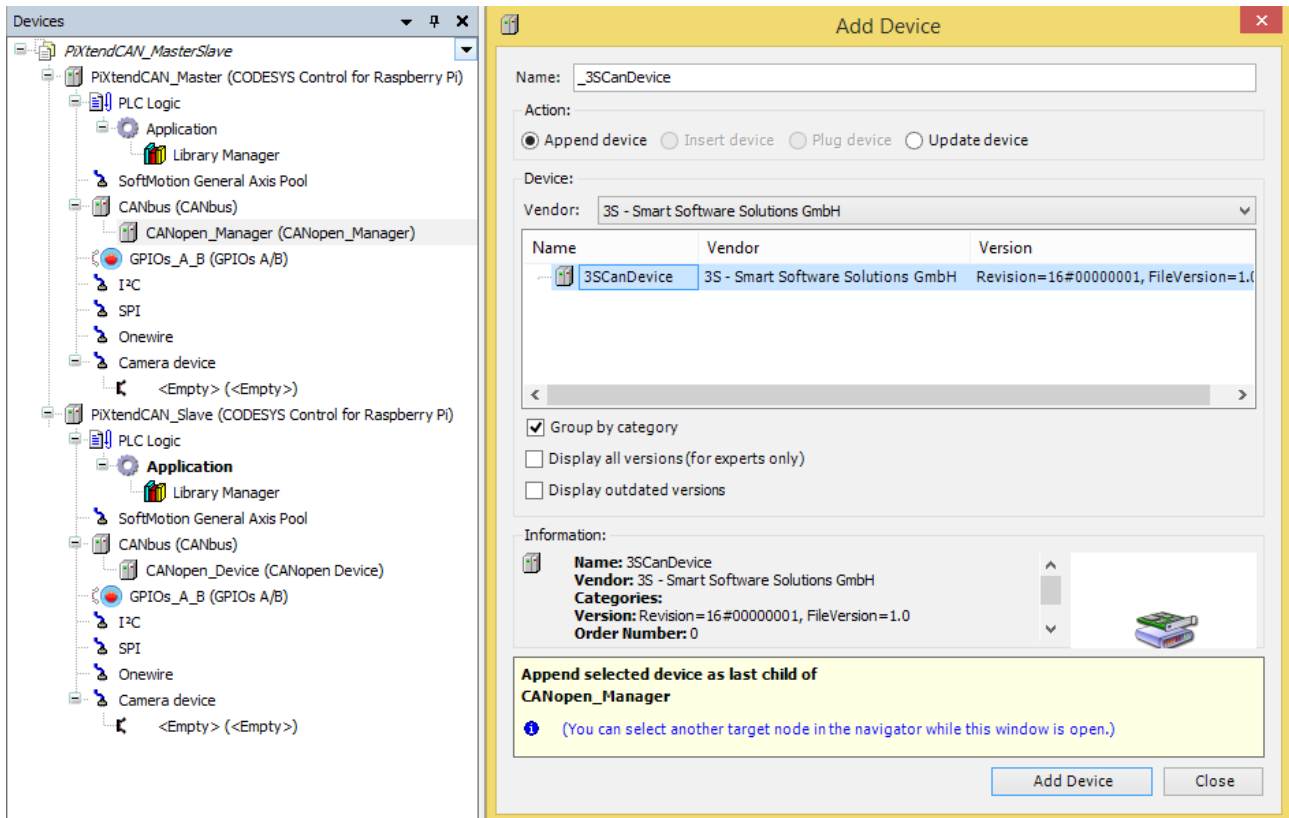 Devices
PiXtendCAN_MasterSlave
PiXtendCAN_Master (CODESYS Control for Raspberry Pi)
PLC Logic
Application
Library Manager
SoftMotion General Axis Pool
CANbus (CANbus)
CANopen_Manager (CANopen_Manager)
GPIOs_A_B (GPIOs A/B)
I²C
SPI
Onewire
Camera device
<Empty> (<Empty>)
PiXtendCAN_Slave (CODESYS Control for Raspberry Pi)
PLC Logic
Application
Library Manager
SoftMotion General Axis Pool
CANbus (CANbus)
CANopen_Device (CANopen Device)
GPIOs_A_B (GPIOs A/B)
I²C
SPI
Onewire
Camera device
<Empty> (<Empty>)
Add Device
Name: _3SCanDevice
Action:
Append device Insert device Plug device Update device
Device:
Vendor: 3S - Smart Software Solutions GmbH
Name Vendor Version
3SCanDevice 3S - Smart Software Solutions GmbH Revision=16#00000001, FileVersion=1.0
Group by category
Display all versions (for experts only)
Display outdated versions
Information:
Name: 3SCanDevice
Vendor: 3S - Smart Software Solutions GmbH
Categories:
Version: Revision=16#00000001, FileVersion=1.0
Order Number: 0
Append selected device as last child of
CANopen_Manager
(You can select another target node in the navigator while this window is open.)
Add Device Close